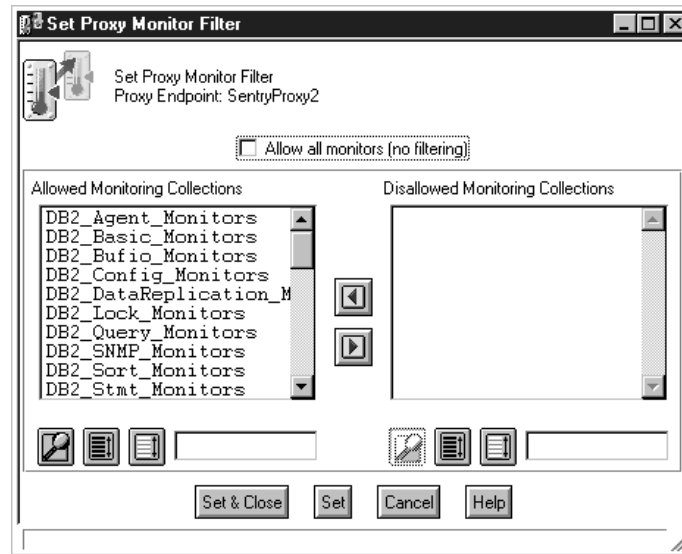 Set Proxy Monitor Filter
Set Proxy Monitor Filter
Proxy Endpoint: SentryProxy2
Allow all monitors (no filtering)
Allowed Monitoring Collections
DB2_Agent_Monitors
DB2_Basic_Monitors
DB2_Bufio_Monitors
DB2_Config_Monitors
DB2_DataReplication_M
DB2_Lock_Monitors
DB2_Query_Monitors
DB2_SNMP_Monitors
DB2_Sort_Monitors
DB2_Stmt_Monitors
Disallowed Monitoring Collections
Set & Close
Set
Cancel
Help